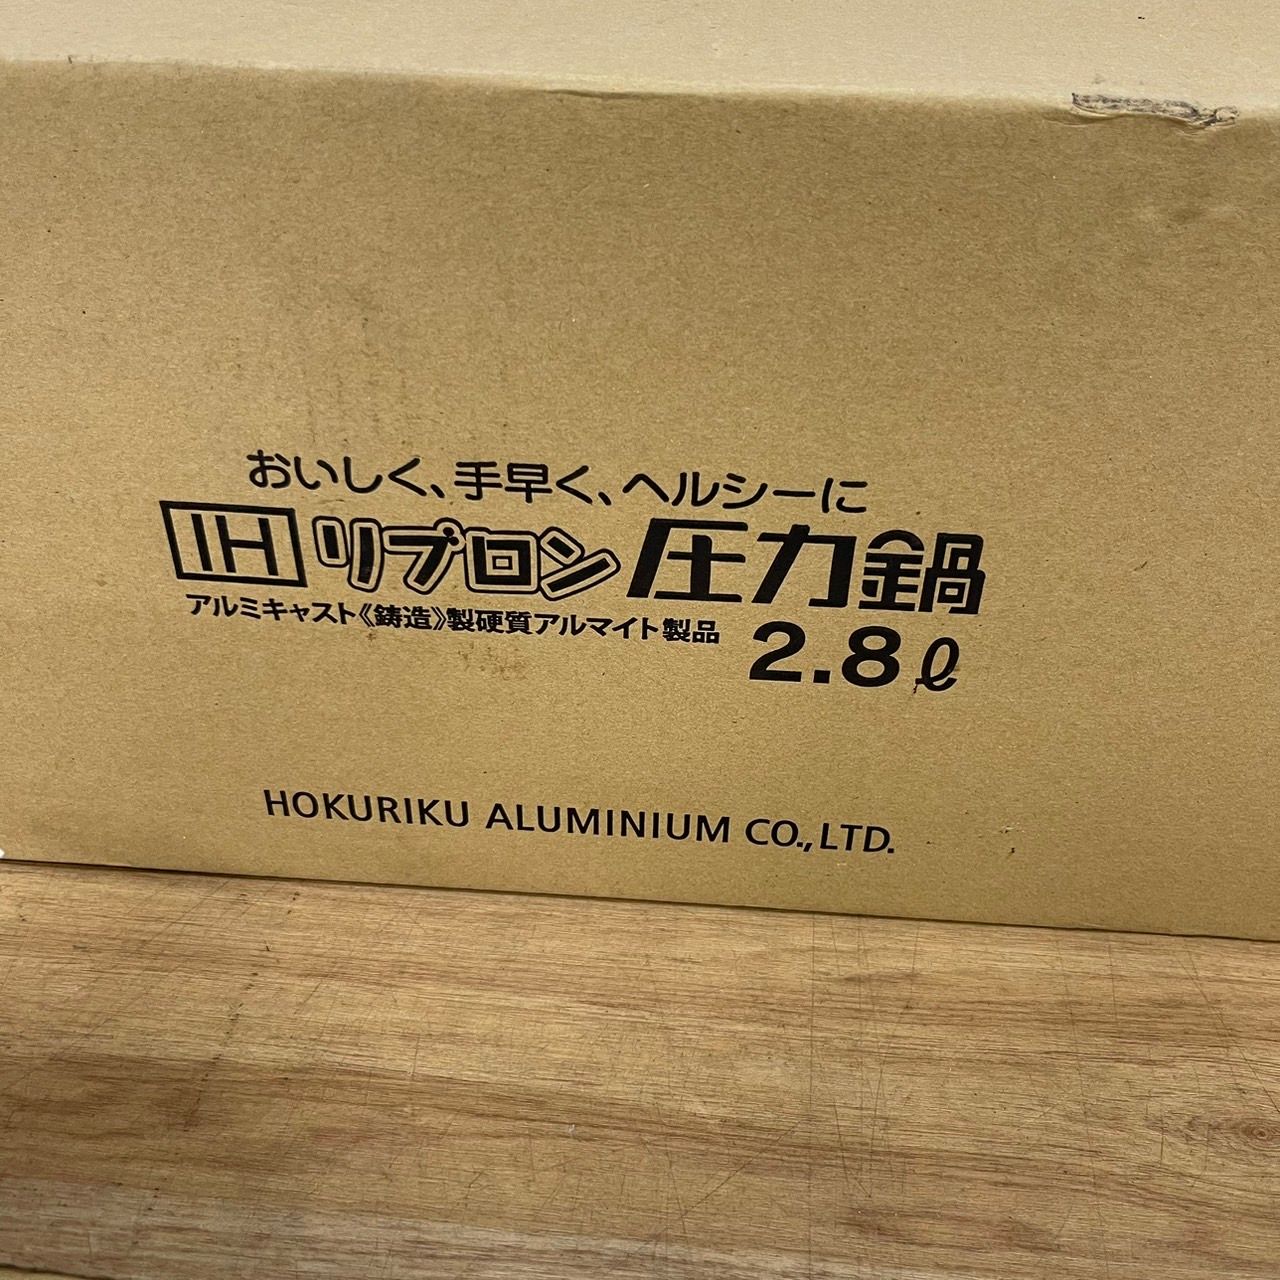 おいしく、手早く、ヘルシーに
IH リブロン 圧力鍋
アルミキャスト《鋳造》製硬質アルマイト製品
2.8ℓ
HOKURIKU ALUMINIUM CO.,LTD.